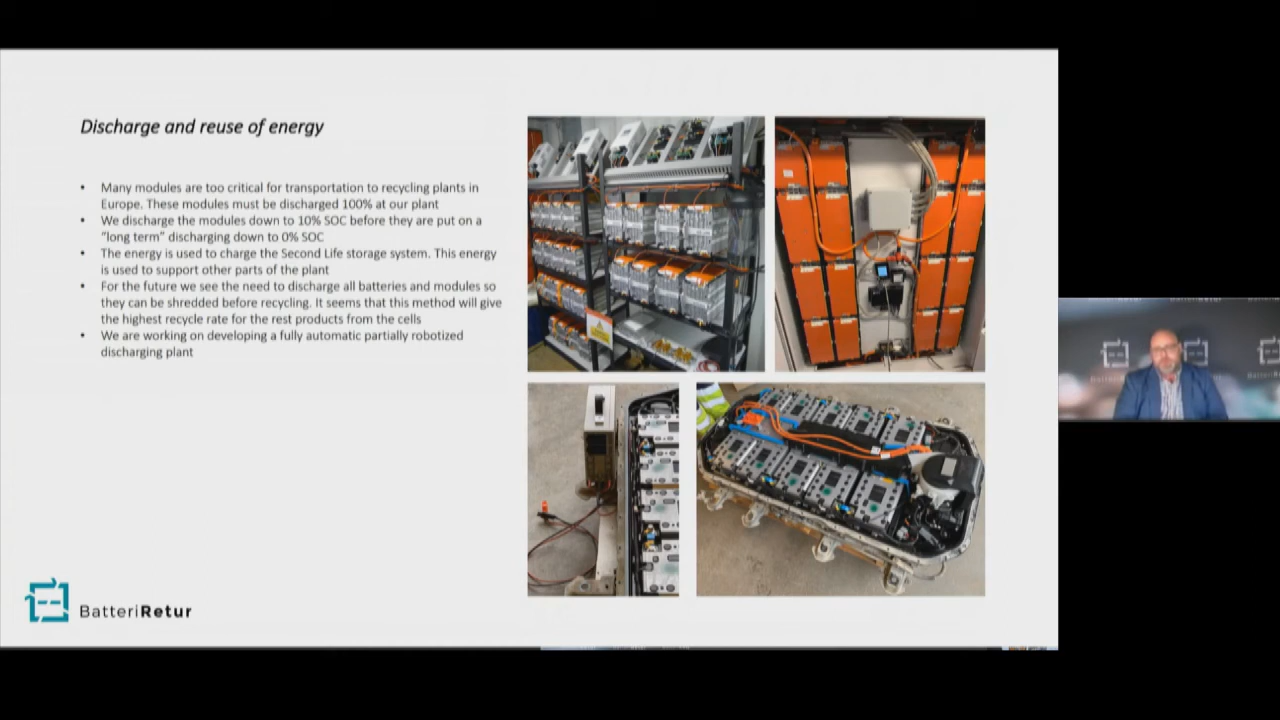 Discharge and reuse of energy
• Many modules are too critical for transportation to recycling plants in
Europe. These modules must be discharged 100% at our plant
• We discharge the modules down to 10% SOC before they are put on a
"long term" discharging down to 0% SOC
• The energy is used to charge the Second Life storage system. This energy
is used to support other parts of the plant
• For the future we see the need to discharge all batteries and modules so
they can be shredded before recycling. It seems that this method will give
the highest recycle rate for the rest products from the cells
• We are working on developing a fully automatic partially robotized
discharging plant
BatteriRetur